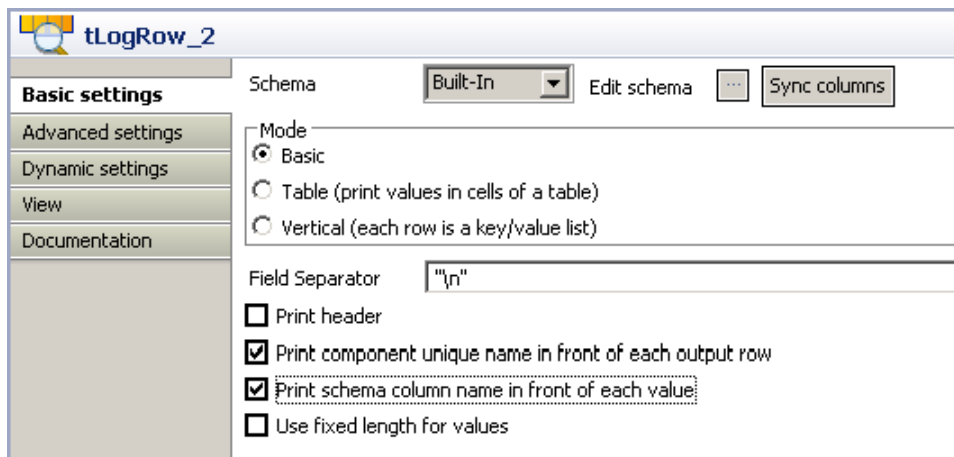 tLogRow_2
Basic settings
Advanced settings
Dynamic settings
View
Documentation
Schema Built-In Edit schema ... Sync columns
Mode
Basic
Table (print values in cells of a table)
Vertical (each row is a key/value list)
Field Separator "\n"
Print header
Print component unique name in front of each output row
Print schema column name in front of each value
Use fixed length for values